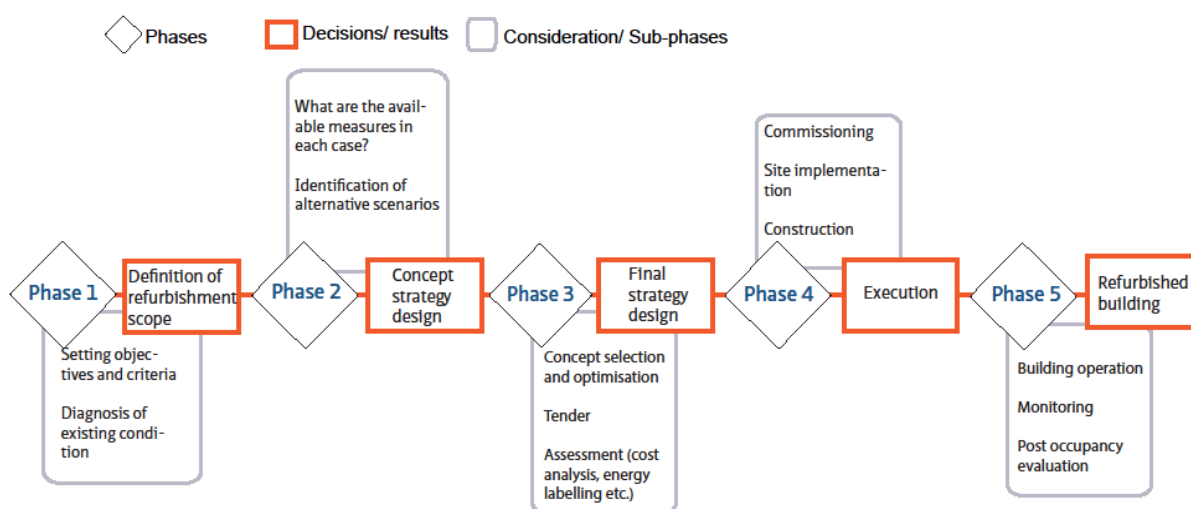 Phases
Decisions/ results
Consideration/ Sub-phases
What are the avail-
able measures in
each case?
Identification of
alternative scenarios
Commissioning
Site implementa-
tion
Construction
Phase 1
Definition of
refurbishment
scope
Phase 2
Concept
strategy
design
Phase 3
Final
strategy
design
Phase 4
Execution
Phase 5
Refurbished
building
Setting objec-
tives and criteria
Diagnosis of
existing condi-
tion
Concept selection
and optimisation
Tender
Assessment (cost
analysis, energy
labelling etc.)
Building operation
Monitoring
Post occupancy
evaluation